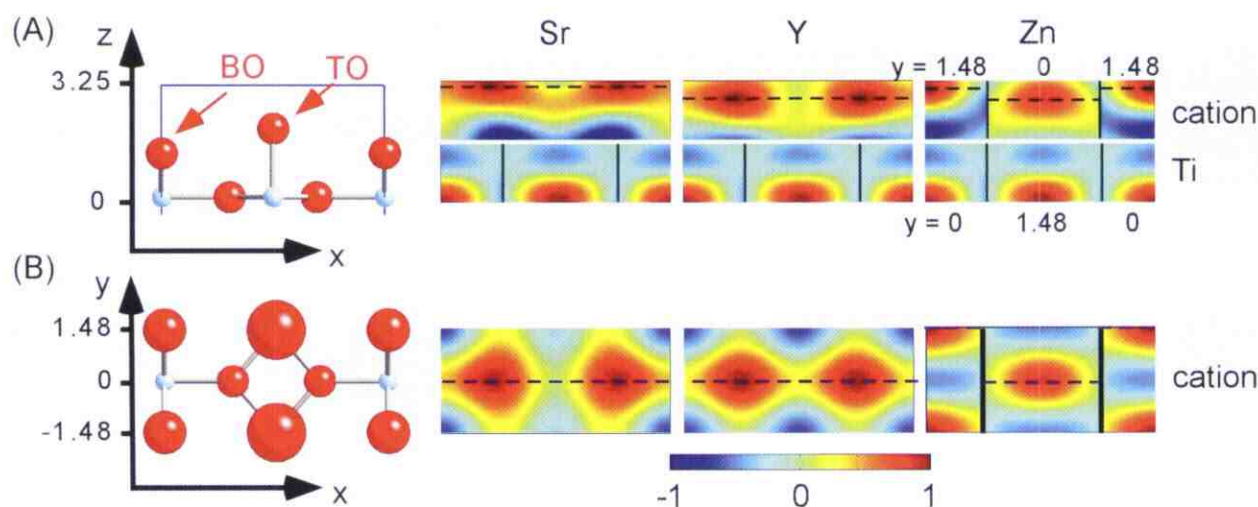 (A)
z
3.25
0
BO
TO
x
Sr
Y
Zn
y = 1.48 0 1.48
cation
Ti
y = 0 1.48 0
(B)
y
1.48
0
-1.48
x
cation
-1 0 1